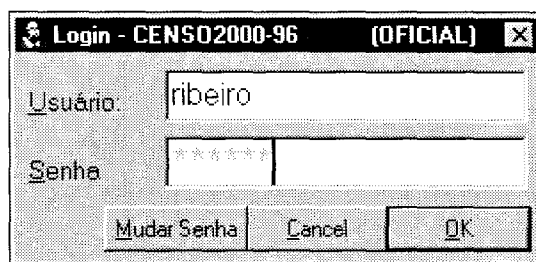 Login - CENSO2000-96 (OFICIAL)
Usuário: ribeiro
Senha ******
Mudar Senha Cancel OK